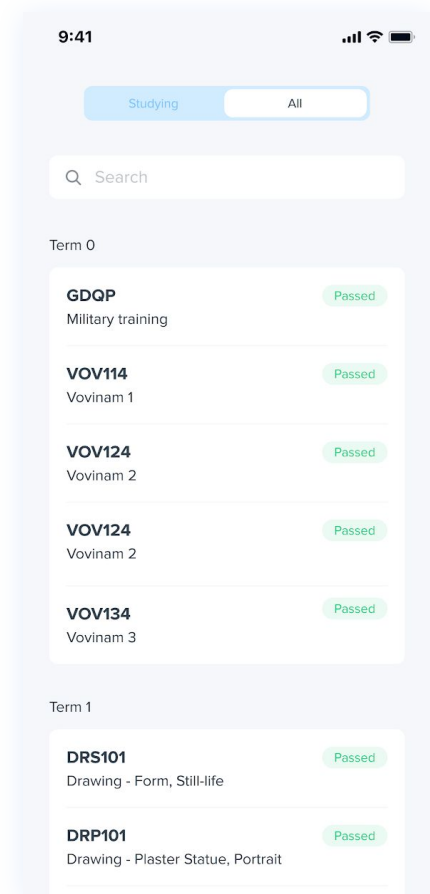 9:41
Studying
All
Search
Term 0
GDQP
Passed
Military training
VOV114
Passed
Vovinam 1
VOV124
Passed
Vovinam 2
VOV124
Passed
Vovinam 2
VOV134
Passed
Vovinam 3
Term 1
DRS101
Passed
Drawing - Form, Still-life
DRP101
Passed
Drawing - Plaster Statue, Portrait